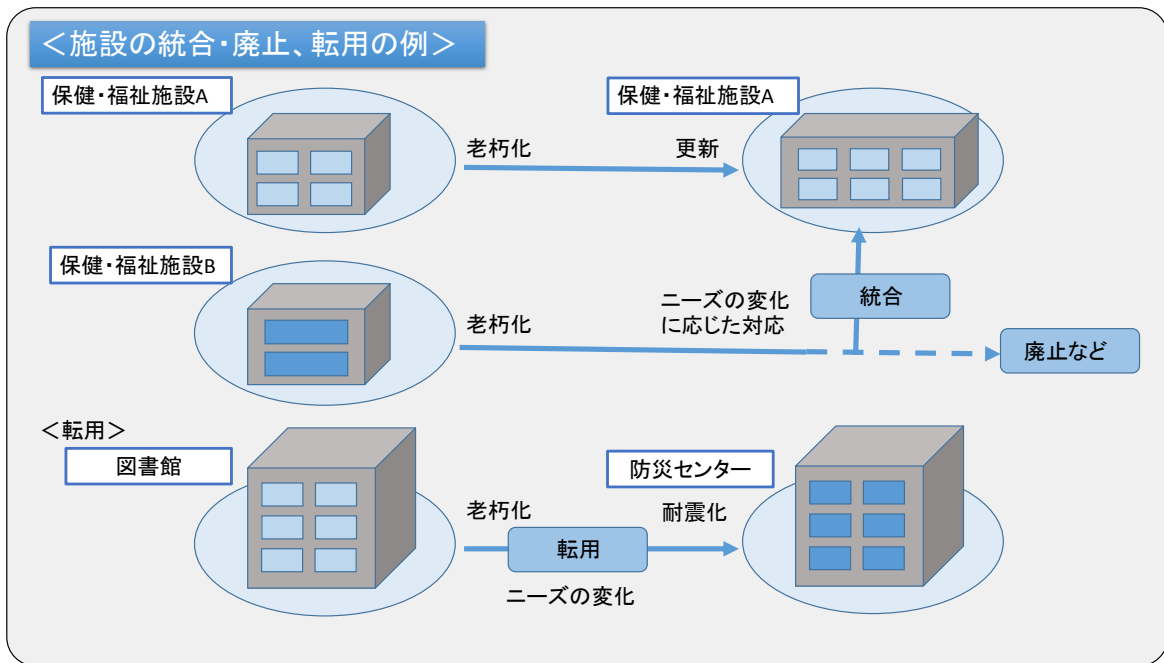 ＜施設の統合・廃止、転用の例＞
保健・福祉施設A
保健・福祉施設A
老朽化
更新
保健・福祉施設B
老朽化
ニーズの変化
に応じた対応
統合
廃止など
＜転用＞
図書館
防災センター
老朽化
耐震化
転用
ニーズの変化